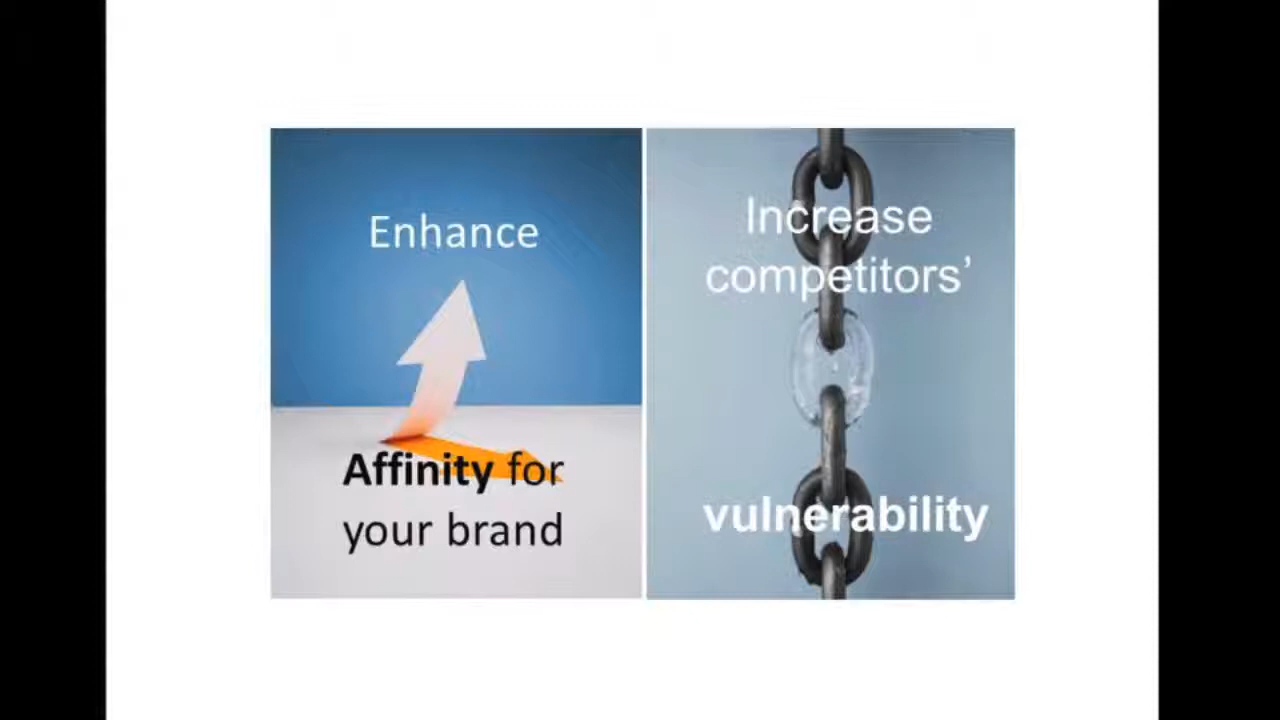 Enhance
Affinity for
your brand
Increase
competitors’
vulnerability